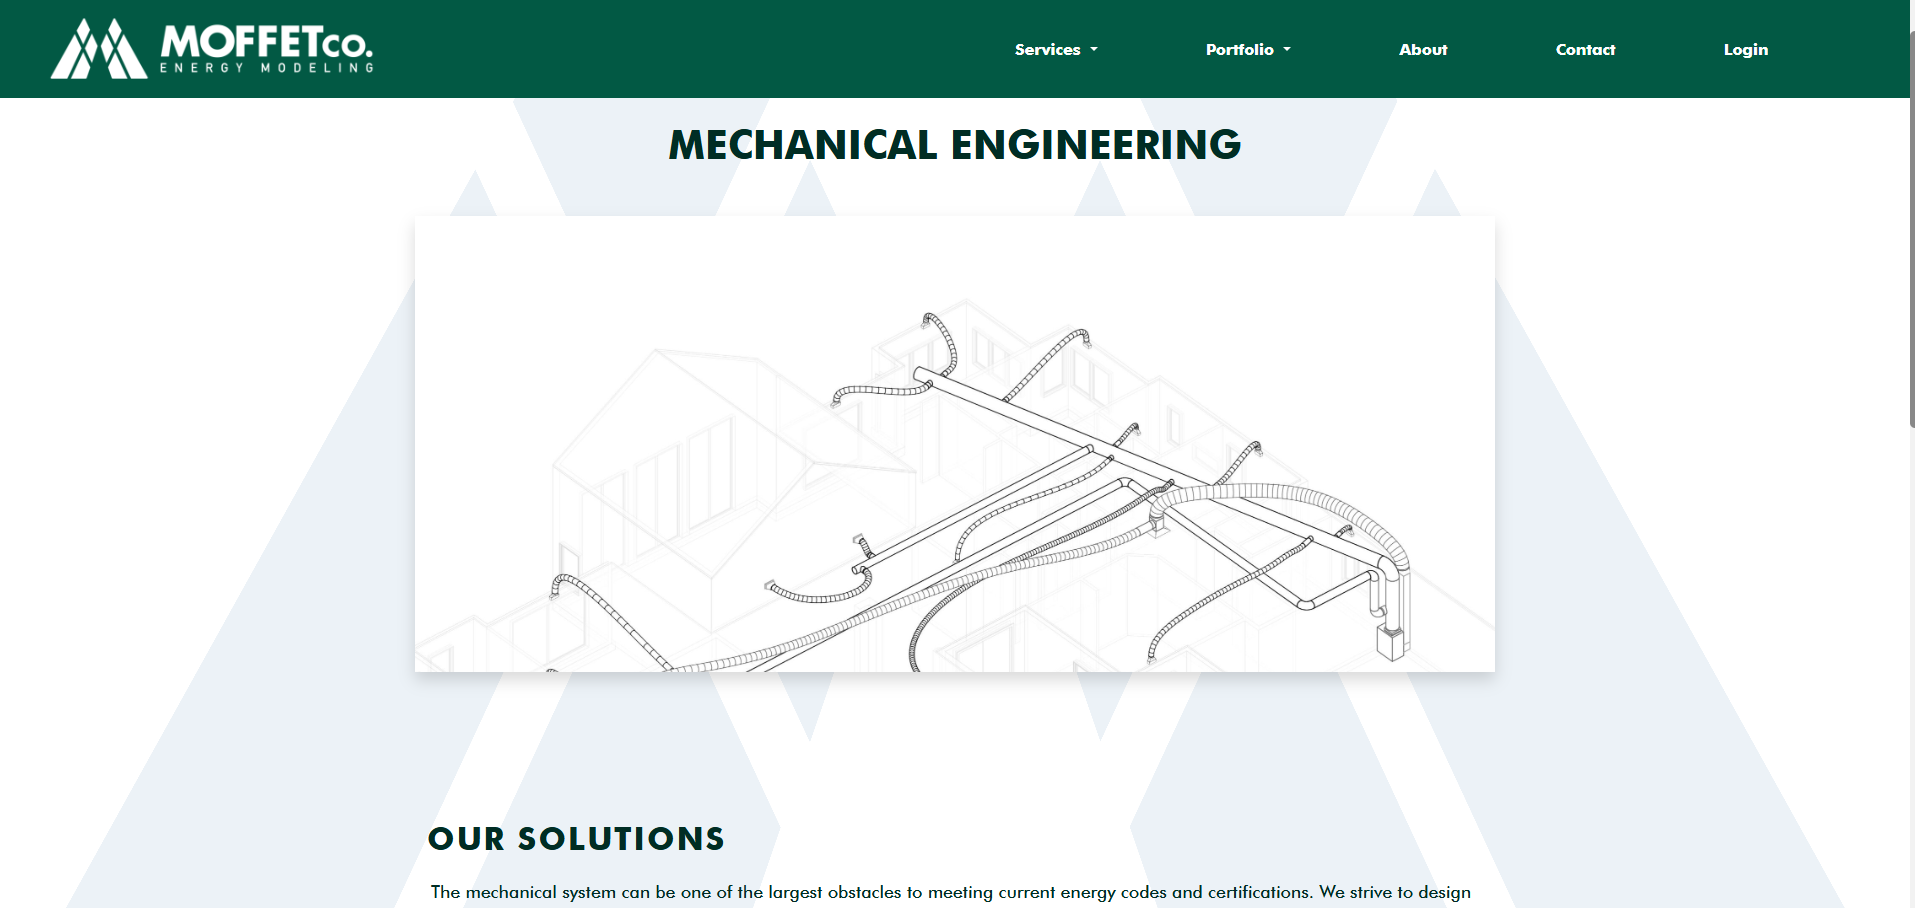 MOFFETCO.
ENERGY MODELING
Services
Portfolio
About
Contact
Login
MECHANICAL ENGINEERING
OUR SOLUTIONS
The mechanical system can be one of the largest obstacles to meeting current energy codes and certifications. We strive to design